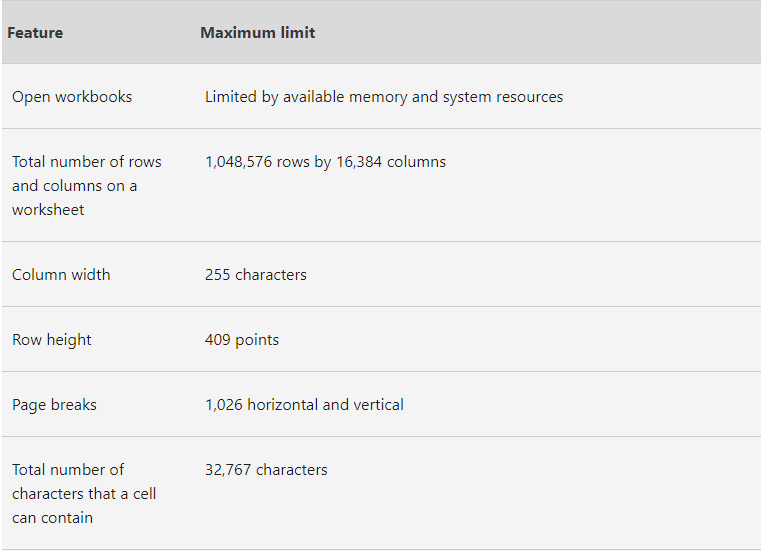 Feature Maximum limit
Open workbooks Limited by available memory and system resources
Total number of rows 1,048,576 rows by 16,384 columns
and columns on a
worksheet
Column width 255 characters
Row height 409 points
Page breaks 1,026 horizontal and vertical
Total number of 32,767 characters
characters that a cell
can contain